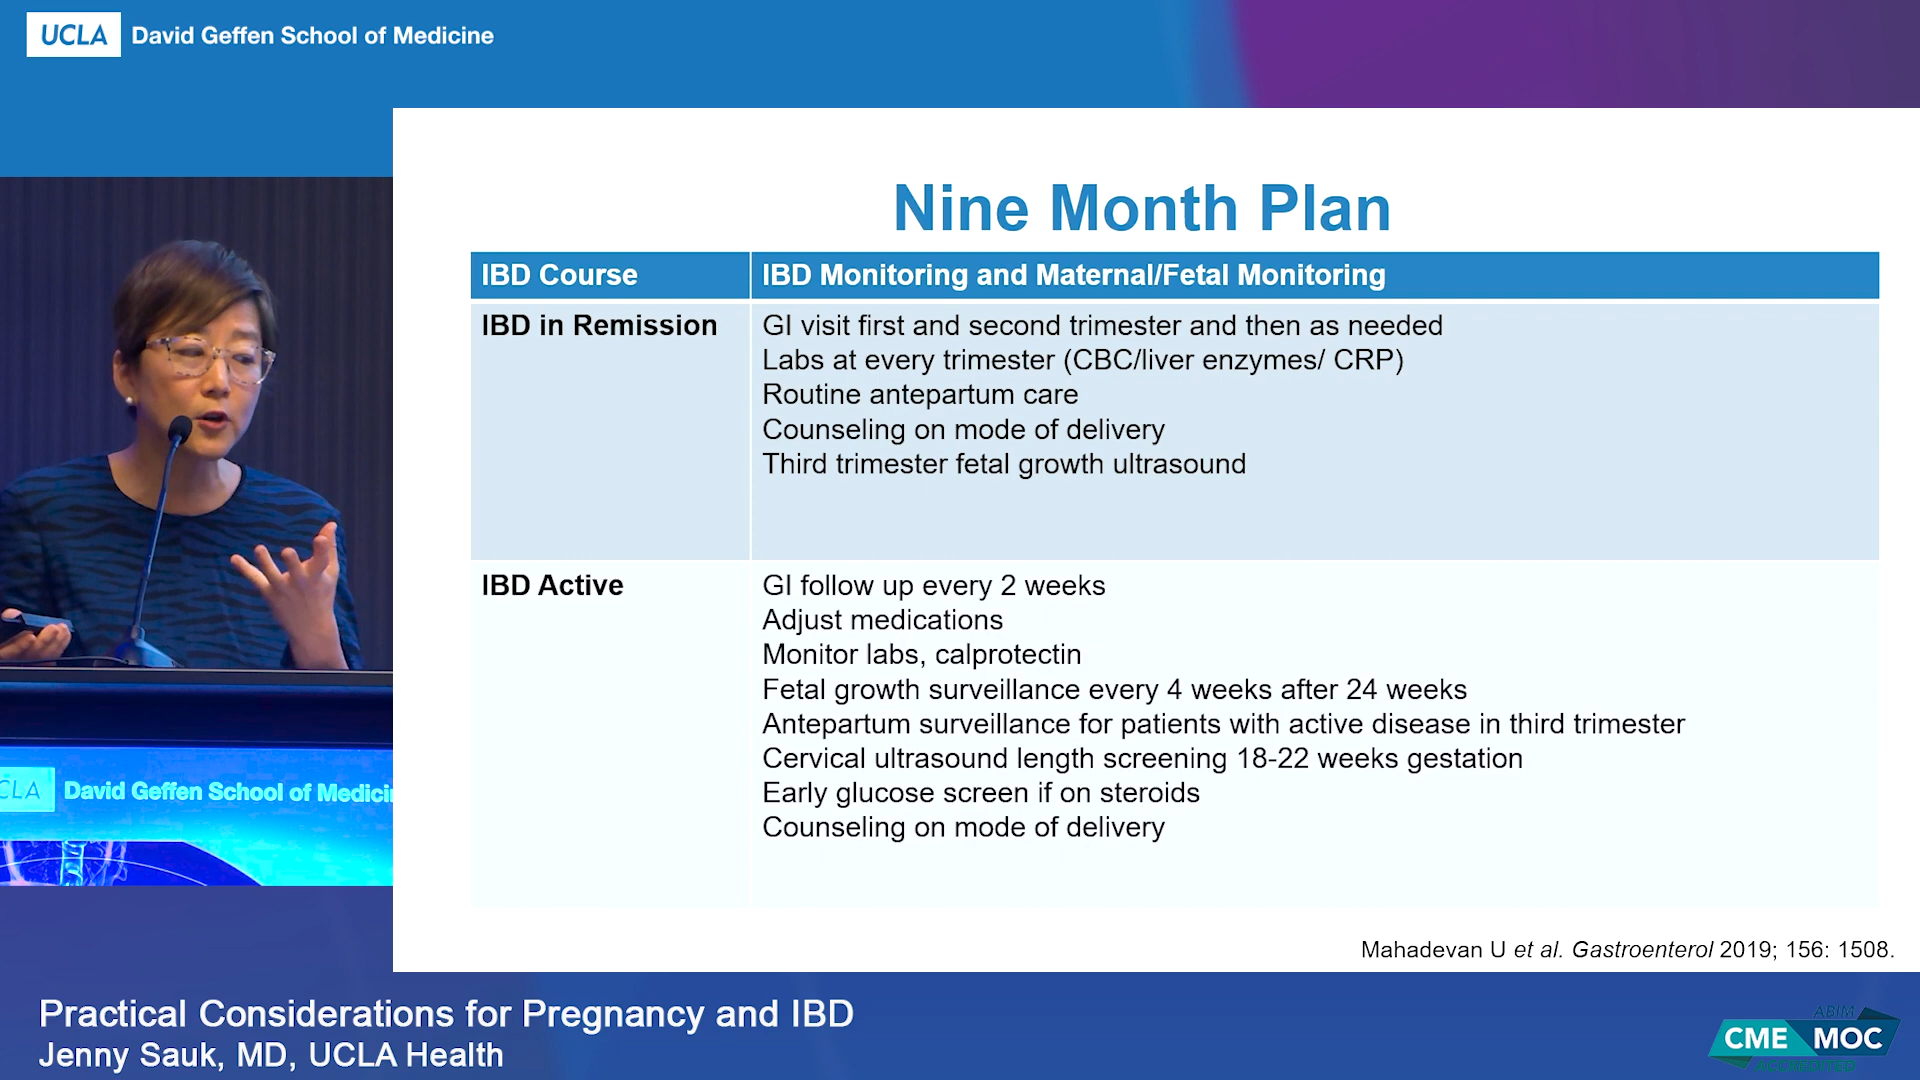 UCLA David Geffen School of Medicine
Nine Month Plan
IBD Course
IBD Monitoring and Maternal/Fetal Monitoring
IBD in Remission
GI visit first and second trimester and then as needed
Labs at every trimester (CBC/liver enzymes/ CRP)
Routine antepartum care
Counseling on mode of delivery
Third trimester fetal growth ultrasound
IBD Active
GI follow up every 2 weeks
Adjust medications
Monitor labs, calprotectin
Fetal growth surveillance every 4 weeks after 24 weeks
Antepartum surveillance for patients with active disease in third trimester
Cervical ultrasound length screening 18-22 weeks gestation
Early glucose screen if on steroids
Counseling on mode of delivery
Mahadevan U et al. Gastroenterol 2019; 156: 1508.
CLA David Geffen School of Medici
Practical Considerations for Pregnancy and IBD
Jenny Sauk, MD, UCLA Health
ABIM
CME MOC
ACCREDITED